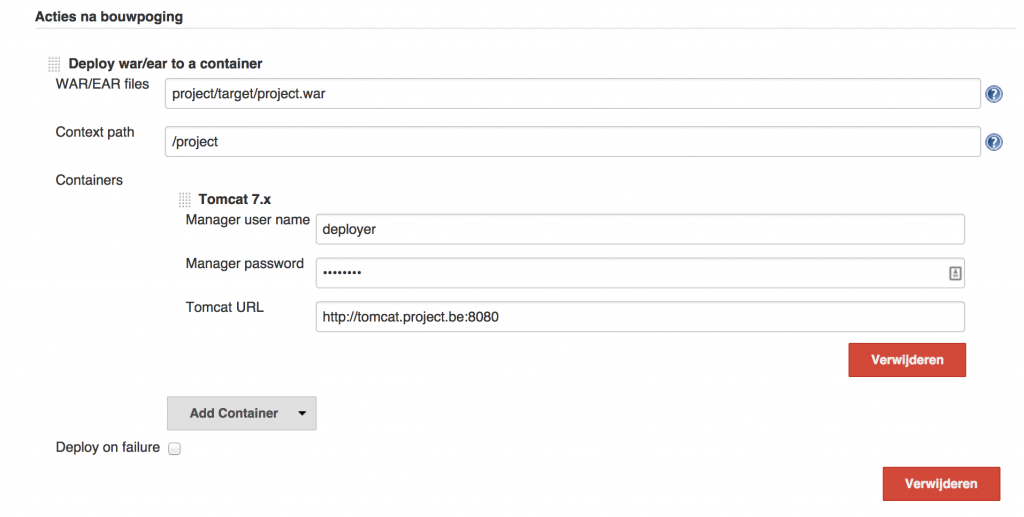 Acties na bouwpoging
Deploy war/ear to a container
WAR/EAR files
project/target/project.war
Context path
/project
Containers
Tomcat 7.x
Manager user name
deployer
Manager password
••••••••
Tomcat URL
http://tomcat.project.be:8080
Verwijderen
Add Container
Deploy on failure
Verwijderen